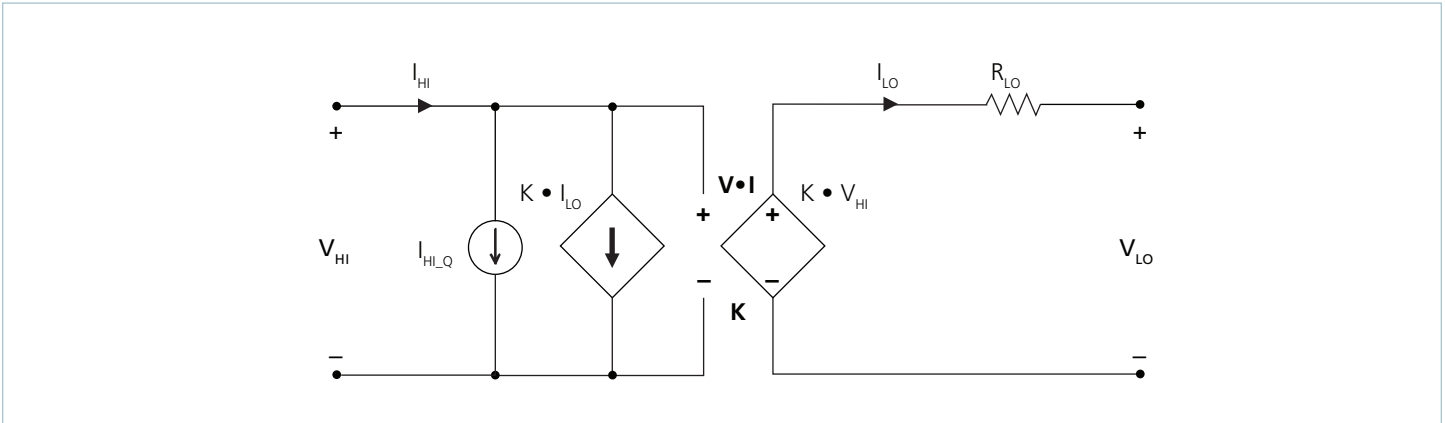 I_HI
I_LO
R_LO
+
+
K • I_LO
V•I
K • V_HI
+
+
V_HI
I_HI_Q
V_LO
–
–
K
–
–